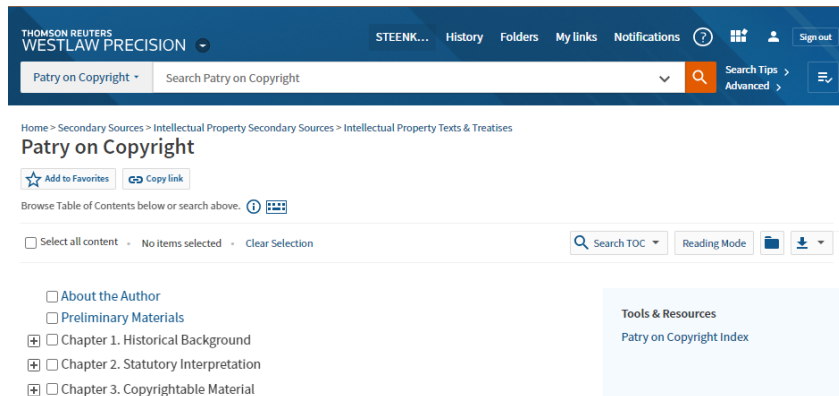 THOMSON REUTERS
WESTLAW PRECISION
STEENK... History Folders My links Notifications ? Sign out
Patry on Copyright Search Patry on Copyright Search Tips >
Advanced >
Home > Secondary Sources > Intellectual Property Secondary Sources > Intellectual Property Texts & Treatises
Patry on Copyright
Add to Favorites Copy link
Browse Table of Contents below or search above.
Select all content • No items selected • Clear Selection Search TOC Reading Mode
About the Author
Preliminary Materials
Chapter 1. Historical Background
Chapter 2. Statutory Interpretation
Chapter 3. Copyrightable Material
Tools & Resources
Patry on Copyright Index